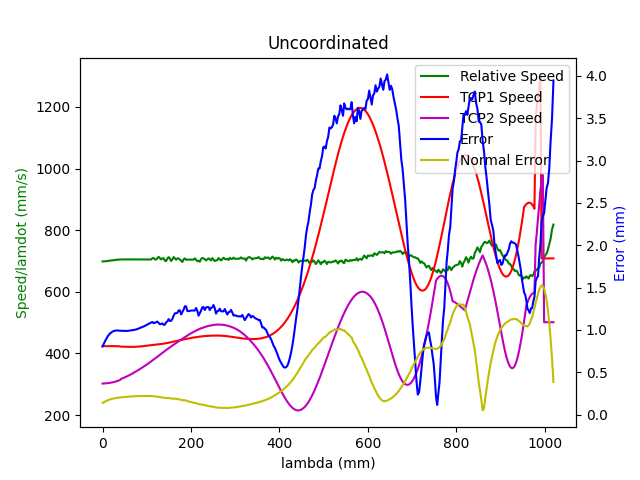 Uncoordinated
Relative Speed
TCP1 Speed
TCP2 Speed
Error
Normal Error
Speed/lamdot (mm/s)
1200
1000
800
600
400
200
4.0
3.5
3.0
2.5
2.0
1.5
1.0
0.5
0.0
Error (mm)
0 200 400 600 800 1000
lambda (mm)